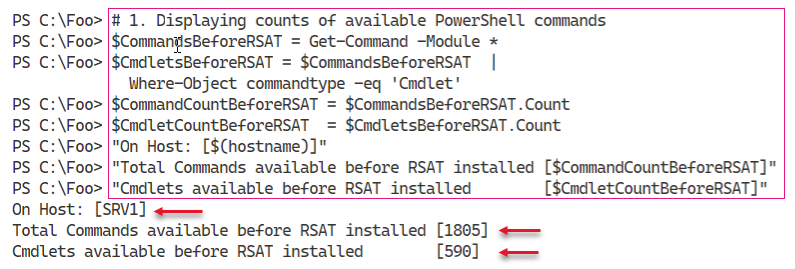 PS C:\Foo> # 1. Displaying counts of available PowerShell commands
PS C:\Foo> $CommandsBeforeRSAT = Get-Command -Module *
PS C:\Foo> $CmdletsBeforeRSAT = $CommandsBeforeRSAT  |
             Where-Object commandtype -eq 'Cmdlet'
PS C:\Foo> $CommandCountBeforeRSAT = $CommandsBeforeRSAT.Count
PS C:\Foo> $CmdletCountBeforeRSAT  = $CmdletsBeforeRSAT.Count
PS C:\Foo> "On Host: [$(hostname)]"
PS C:\Foo> "Total Commands available before RSAT installed [$CommandCountBeforeRSAT]"
PS C:\Foo> "Cmdlets available before RSAT installed        [$CmdletCountBeforeRSAT]"
On Host: [SRV1]
Total Commands available before RSAT installed [1805]
Cmdlets available before RSAT installed        [590]